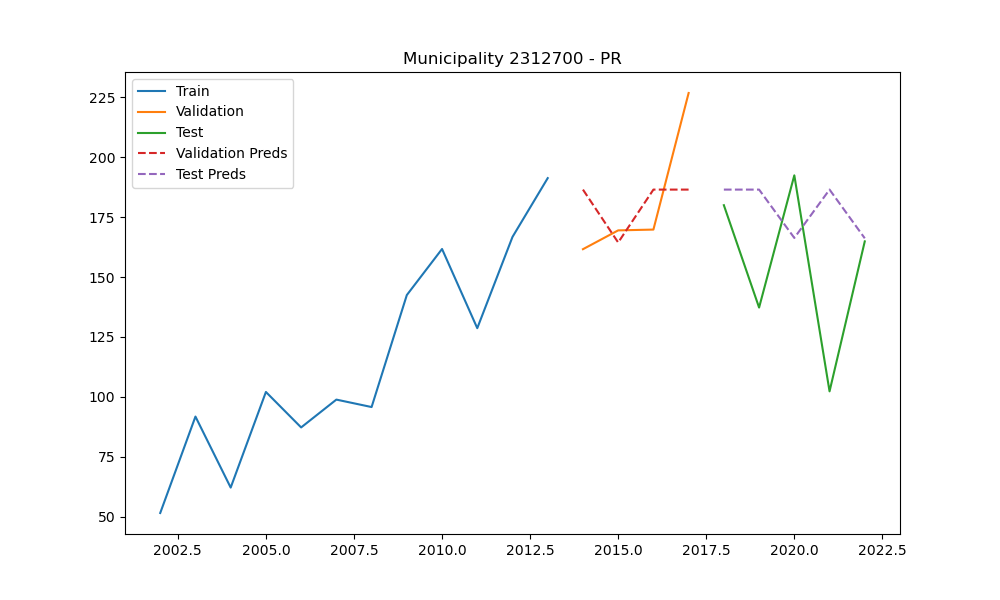 Municipality 2312700 - PR
Train
Validation
Test
Validation Preds
Test Preds
225
200
175
150
125
100
75
50
2002.5 2005.0 2007.5 2010.0 2012.5 2015.0 2017.5 2020.0 2022.5